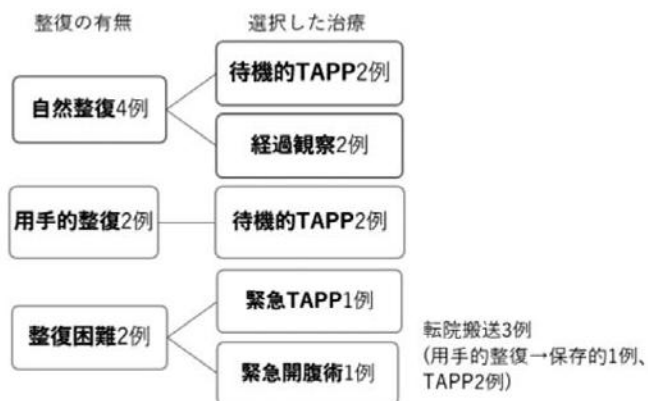 整復の有無
選択した治療
自然整復4例
待機的TAPP2例
経過観察2例
用手的整復2例
待機的TAPP2例
整復困難2例
緊急TAPP1例
緊急開腹術1例
転院搬送3例
(用手的整復→保存的1例、
TAPP2例)